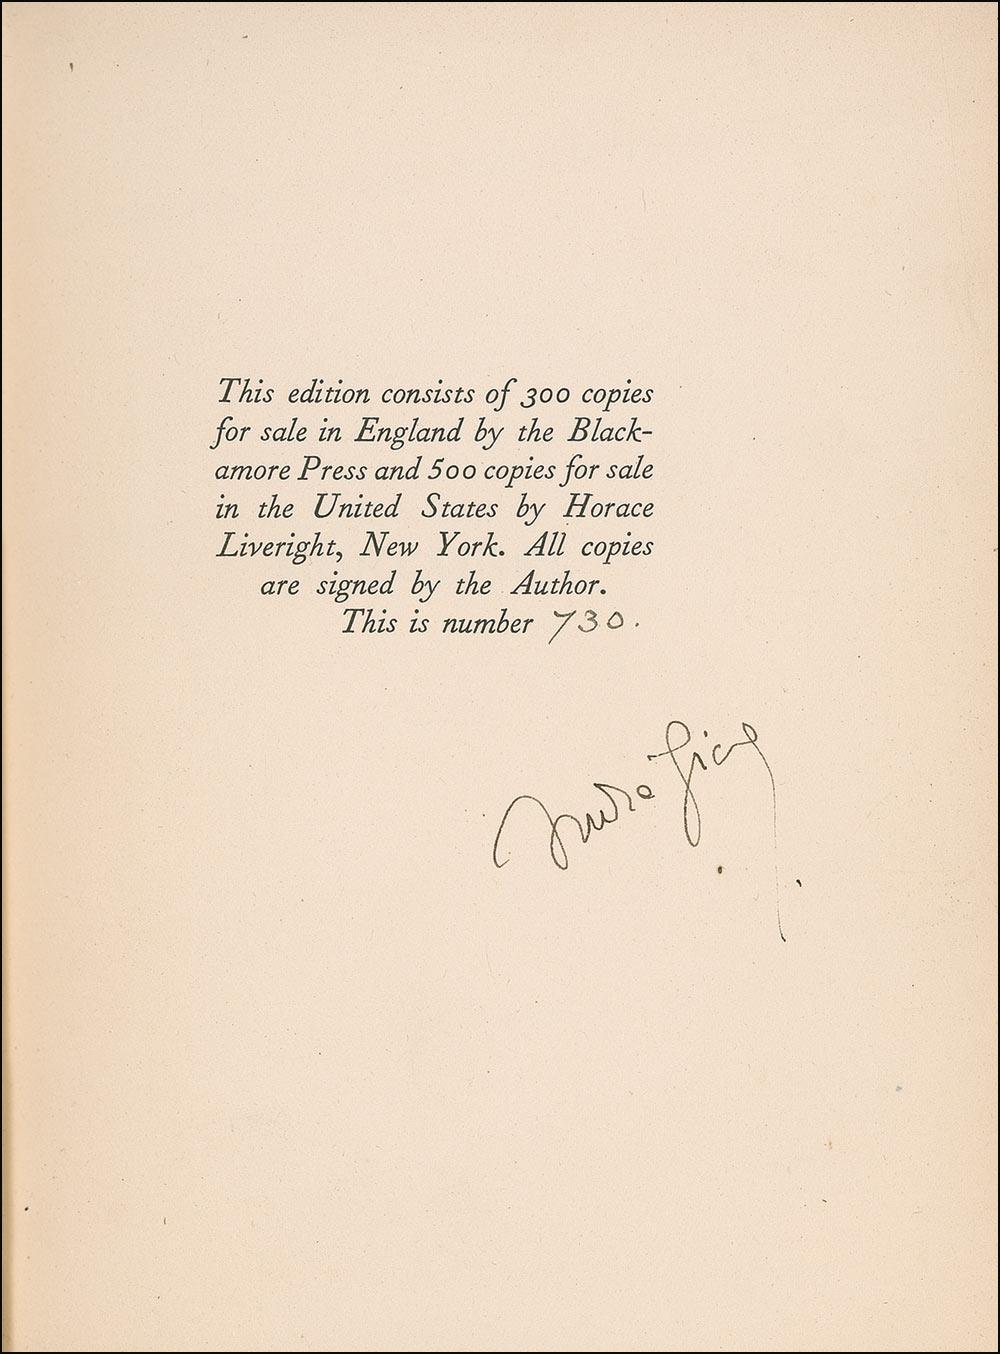 This edition consists of 300 copies
for sale in England by the Black-
amore Press and 500 copies for sale
in the United States by Horace
Liveright, New York. All copies
are signed by the Author.
This is number 730.
André Gide